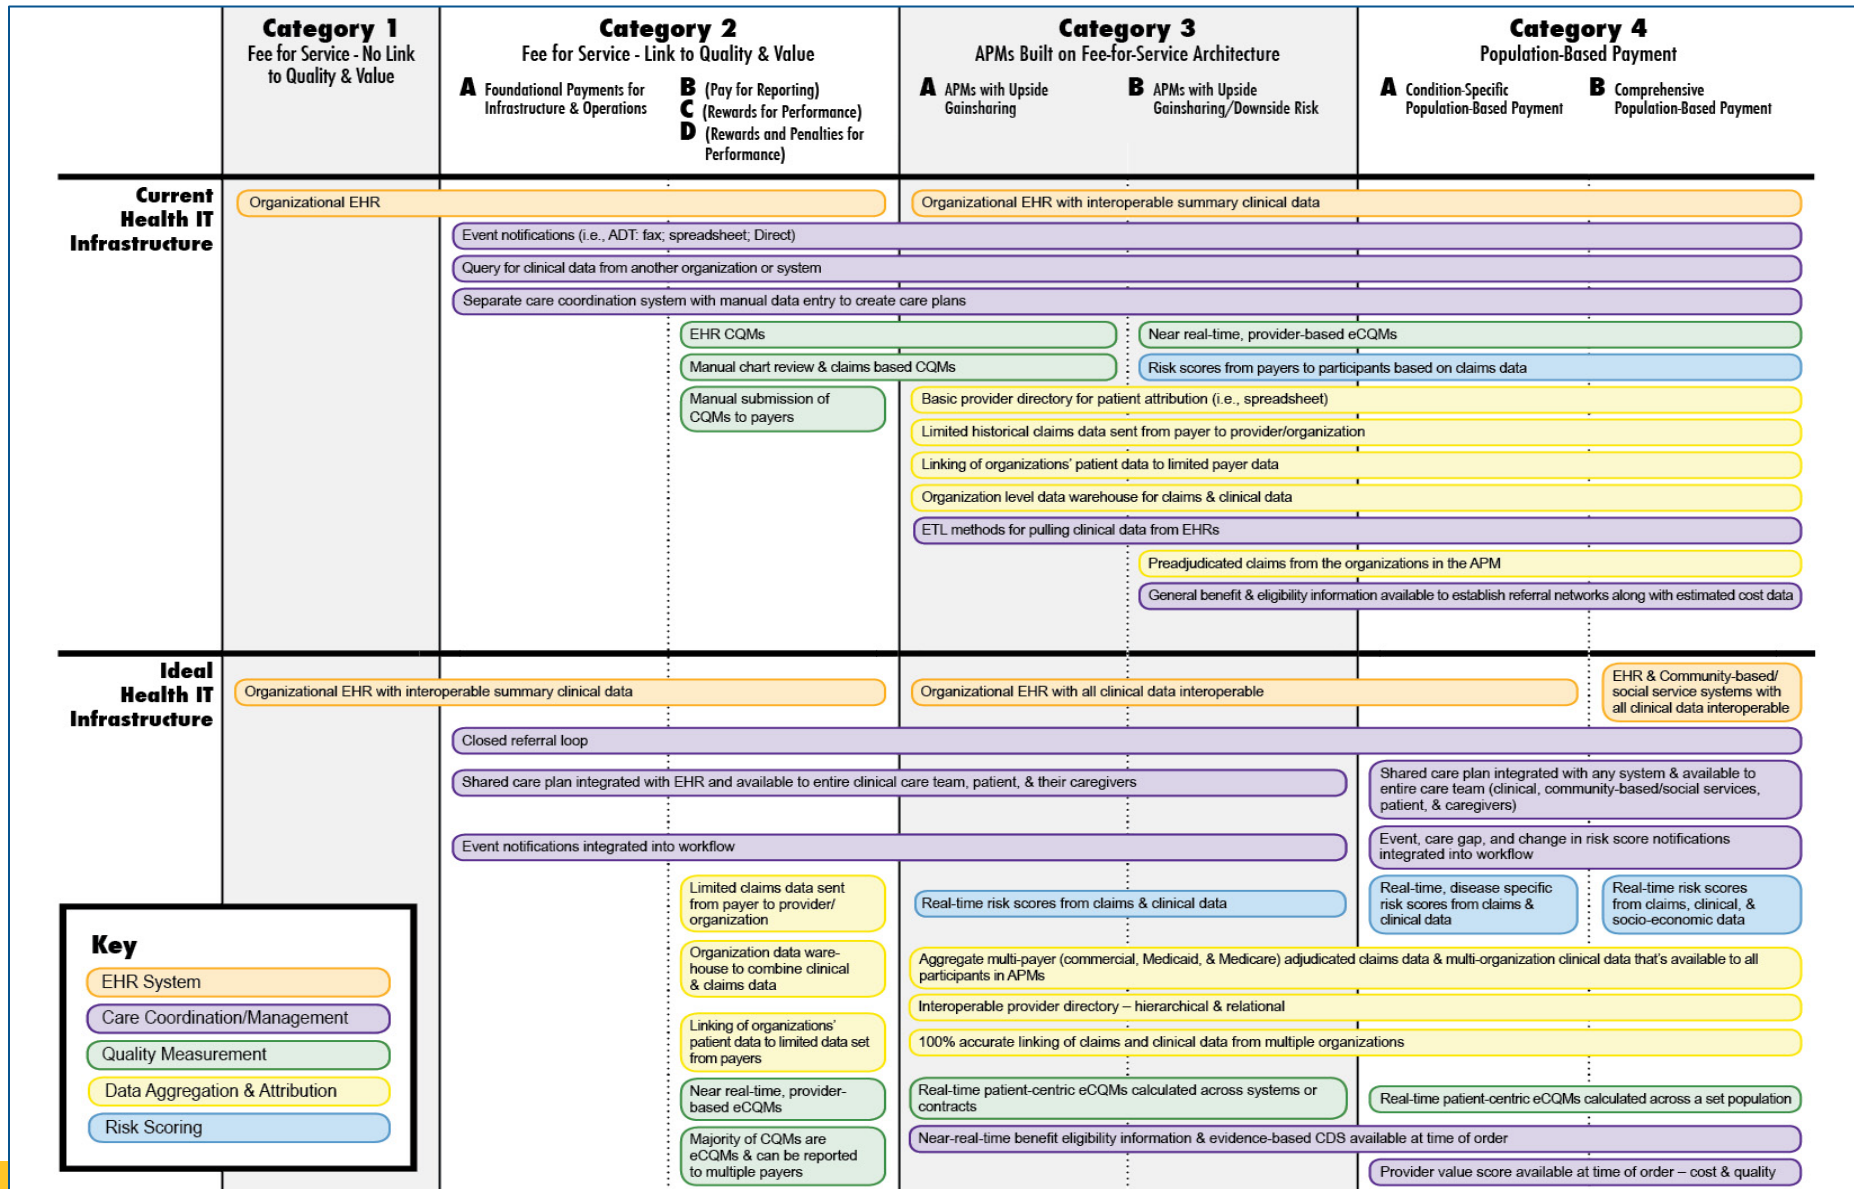 Category 1
Fee for Service - No Link
to Quality & Value
Category 2
Fee for Service - Link to Quality & Value
A Foundational Payments for
Infrastructure & Operations
B (Pay for Reporting)
C (Rewards for Performance)
D (Rewards and Penalties for
Performance)
Category 3
APMs Built on Fee-for-Service Architecture
A APMs with Upside
Gainsharing
B APMs with Upside
Gainsharing/Downside Risk
Category 4
Population-Based Payment
A Condition-Specific
Population-Based Payment
B Comprehensive
Population-Based Payment
Current
Health IT
Infrastructure
Organizational EHR
Organizational EHR with interoperable summary clinical data
Event notifications (i.e., ADT: fax; spreadsheet; Direct)
Query for clinical data from another organization or system
Separate care coordination system with manual data entry to create care plans
EHR CQMs
Near real-time, provider-based eCQMs
Manual chart review & claims based CQMs
Risk scores from payers to participants based on claims data
Manual submission of
CQMs to payers
Basic provider directory for patient attribution (i.e., spreadsheet)
Limited historical claims data sent from payer to provider/organization
Linking of organizations' patient data to limited payer data
Organization level data warehouse for claims & clinical data
ETL methods for pulling clinical data from EHRs
Preadjudicated claims from the organizations in the APM
General benefit & eligibility information available to establish referral networks along with estimated cost data
Ideal
Health IT
Infrastructure
Organizational EHR with interoperable summary clinical data
Organizational EHR with all clinical data interoperable
EHR & Community-based/
social service systems with
all clinical data interoperable
Closed referral loop
Shared care plan integrated with EHR and available to entire clinical care team, patient, & their caregivers
Shared care plan integrated with any system & available to
entire care team (clinical, community-based/social services,
patient, & caregivers)
Event notifications integrated into workflow
Event, care gap, and change in risk score notifications
integrated into workflow
Limited claims data sent
from payer to provider/
organization
Real-time risk scores from claims & clinical data
Real-time, disease specific
risk scores from claims &
clinical data
Real-time risk scores
from claims, clinical, &
socio-economic data
Organization data ware-
house to combine clinical
& claims data
Aggregate multi-payer (commercial, Medicaid, & Medicare) adjudicated claims data & multi-organization clinical data that's available to all
participants in APMs
Interoperable provider directory – hierarchical & relational
Linking of organizations'
patient data to limited data set
from payers
100% accurate linking of claims and clinical data from multiple organizations
Near real-time, provider-
based eCQMs
Real-time patient-centric eCQMs calculated across systems or
contracts
Real-time patient-centric eCQMs calculated across a set population
Majority of CQMs are
eCQMs & can be reported
to multiple payers
Near-real-time benefit eligibility information & evidence-based CDS available at time of order
Provider value score available at time of order – cost & quality
Key
EHR System
Care Coordination/Management
Quality Measurement
Data Aggregation & Attribution
Risk Scoring